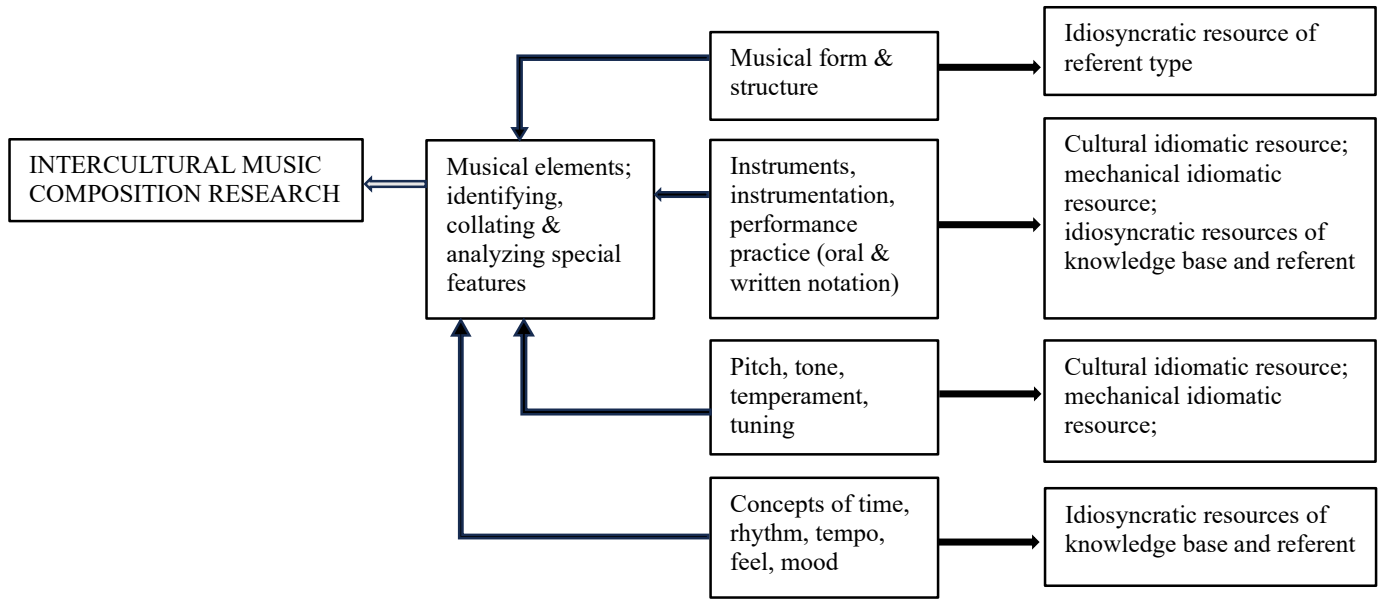 INTERCULTURAL MUSIC
COMPOSITION RESEARCH
Musical elements;
identifying,
collating &
analyzing special
features
Musical form &
structure
Idiosyncratic resource of
referent type
Instruments,
instrumentation,
performance
practice (oral &
written notation)
Cultural idiomatic resource;
mechanical idiomatic
resource;
idiosyncratic resources of
knowledge base and referent
Pitch, tone,
temperament,
tuning
Cultural idiomatic resource;
mechanical idiomatic
resource;
Concepts of time,
rhythm, tempo,
feel, mood
Idiosyncratic resources of
knowledge base and referent